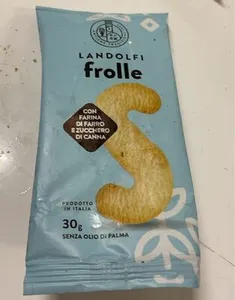 LANDOLFI
frolle
CON
FARINA
DI FARRO
E ZUCCHERO
DI CANNA
PRODOTTO
IN ITALIA
30g
SENZA OLIO DI PALMA